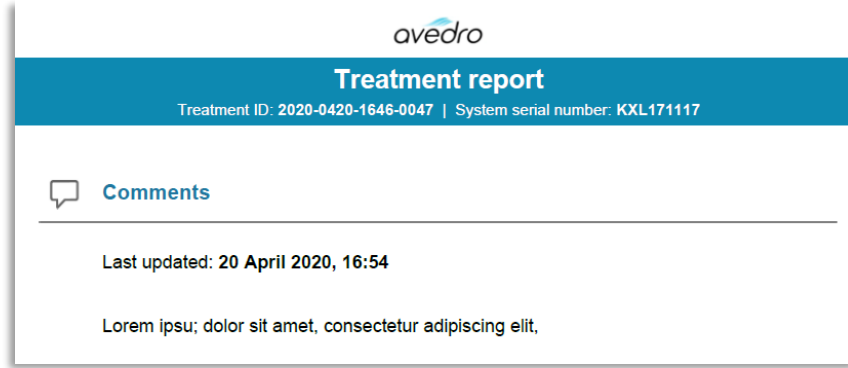 avedro
Treatment report
Treatment ID: 2020-0420-1646-0047 | System serial number: KXL171117
Comments
Last updated: 20 April 2020, 16:54
Lorem ipsu; dolor sit amet, consectetur adipiscing elit,